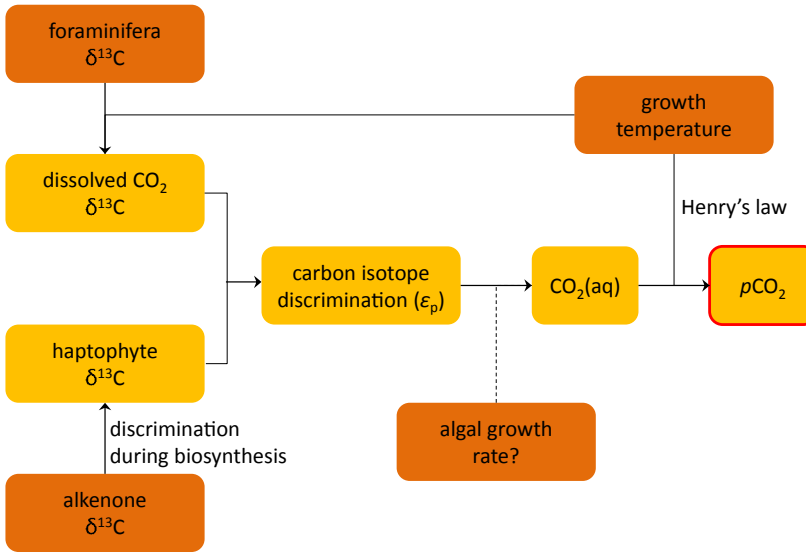 foraminifera
δ¹³C
growth
temperature
dissolved CO₂
δ¹³C
Henry’s law
carbon isotope
discrimination (εₚ)
CO₂(aq)
pCO₂
haptophyte
δ¹³C
discrimination
during biosynthesis
algal growth
rate?
alkenone
δ¹³C